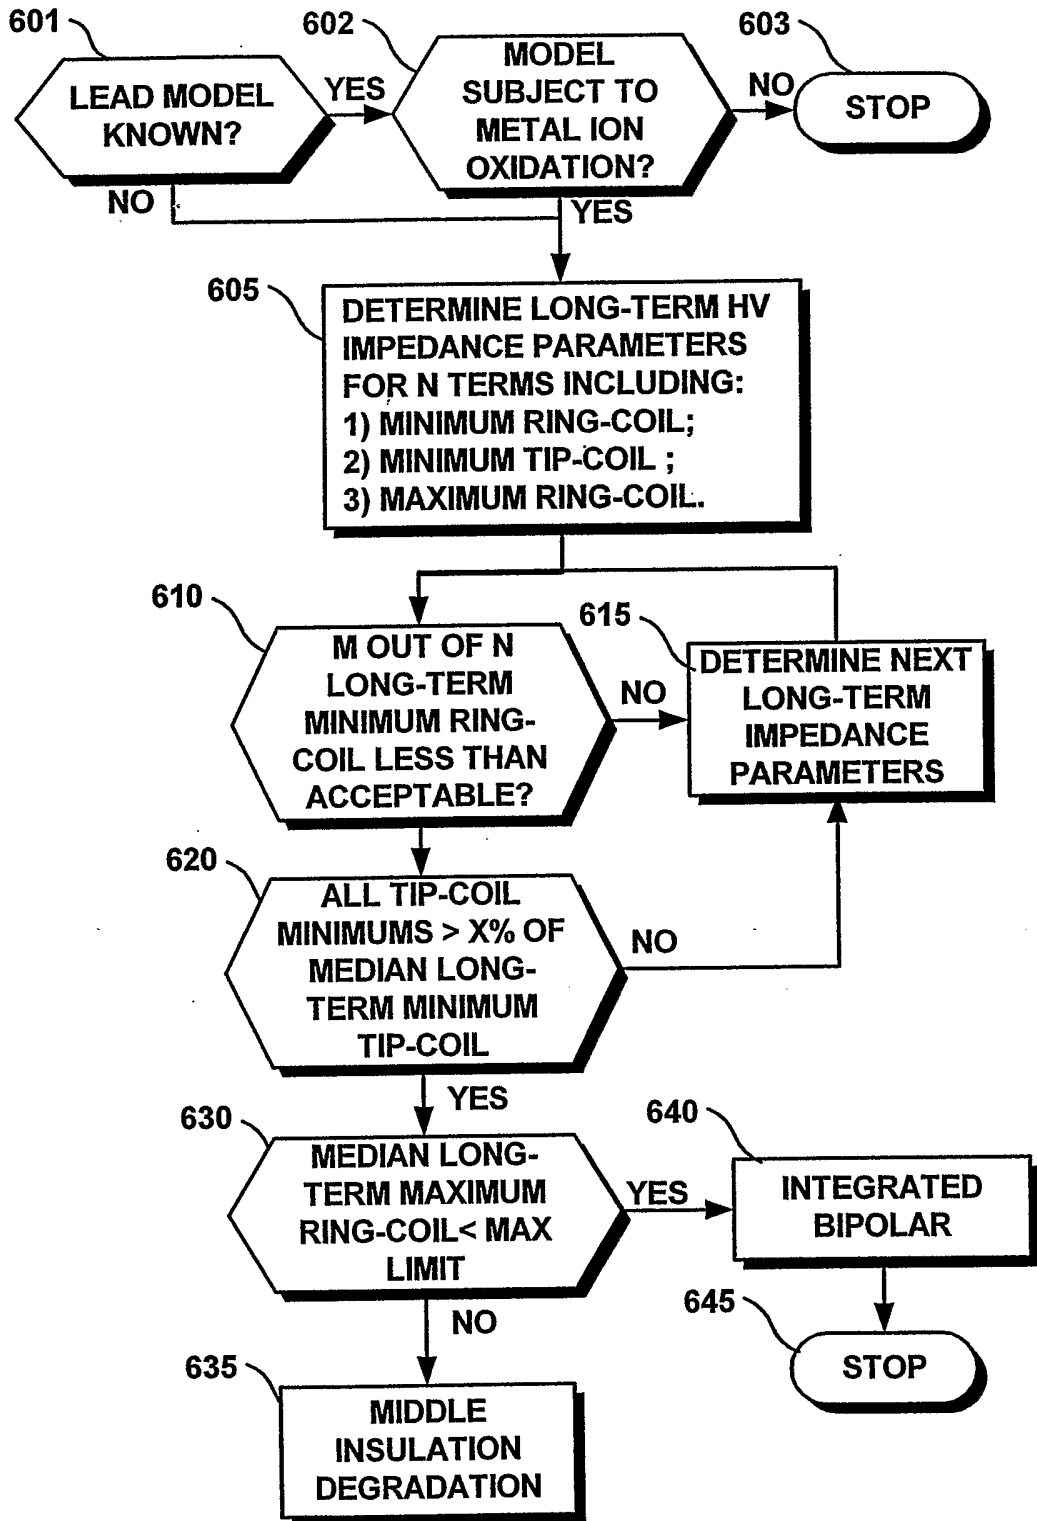 601
602
603
LEAD MODEL
KNOWN?
YES
MODEL
SUBJECT TO
METAL ION
OXIDATION?
NO
STOP
NO
YES
605
DETERMINE LONG-TERM HV
IMPEDANCE PARAMETERS
FOR N TERMS INCLUDING:
1) MINIMUM RING-COIL;
2) MINIMUM TIP-COIL ;
3) MAXIMUM RING-COIL.
610
M OUT OF N
LONG-TERM
MINIMUM RING-
COIL LESS THAN
ACCEPTABLE?
NO
615
DETERMINE NEXT
LONG-TERM
IMPEDANCE
PARAMETERS
620
ALL TIP-COIL
MINIMUMS > X% OF
MEDIAN LONG-
TERM MINIMUM
TIP-COIL
NO
YES
630
MEDIAN LONG-
TERM MAXIMUM
RING-COIL< MAX
LIMIT
YES
640
INTEGRATED
BIPOLAR
NO
645
STOP
635
MIDDLE
INSULATION
DEGRADATION